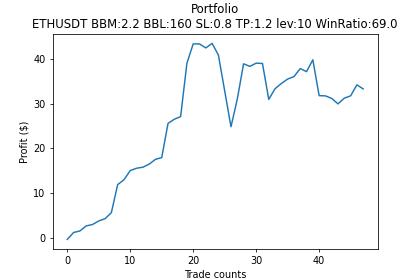 Portfolio
ETHUSDT BBM:2.2 BBL:160 SL:0.8 TP:1.2 lev:10 WinRatio:69.0
40
30
20
10
0
Profit ($)
0 10 20 30 40
Trade counts